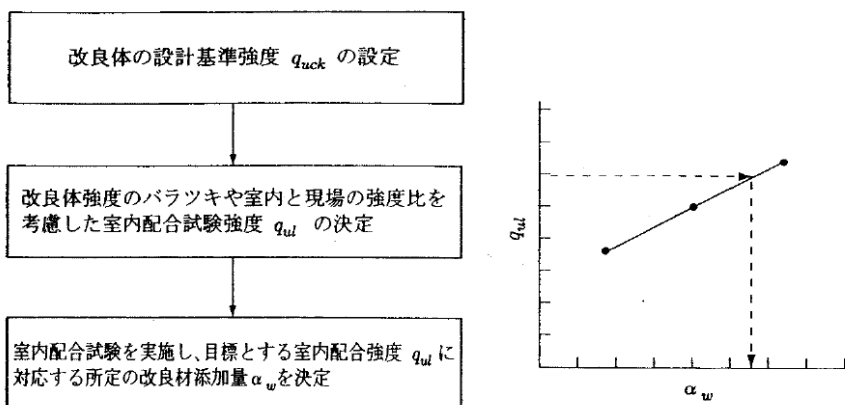 改良体の設計基準強度 q_uck の設定
改良体強度のバラツキや室内と現場の強度比を
考慮した室内配合試験強度 q_ul の決定
室内配合試験を実施し、目標とする室内配合強度 q_ul に
対応する所定の改良材添加量 α_w を決定
q_ul
α_w